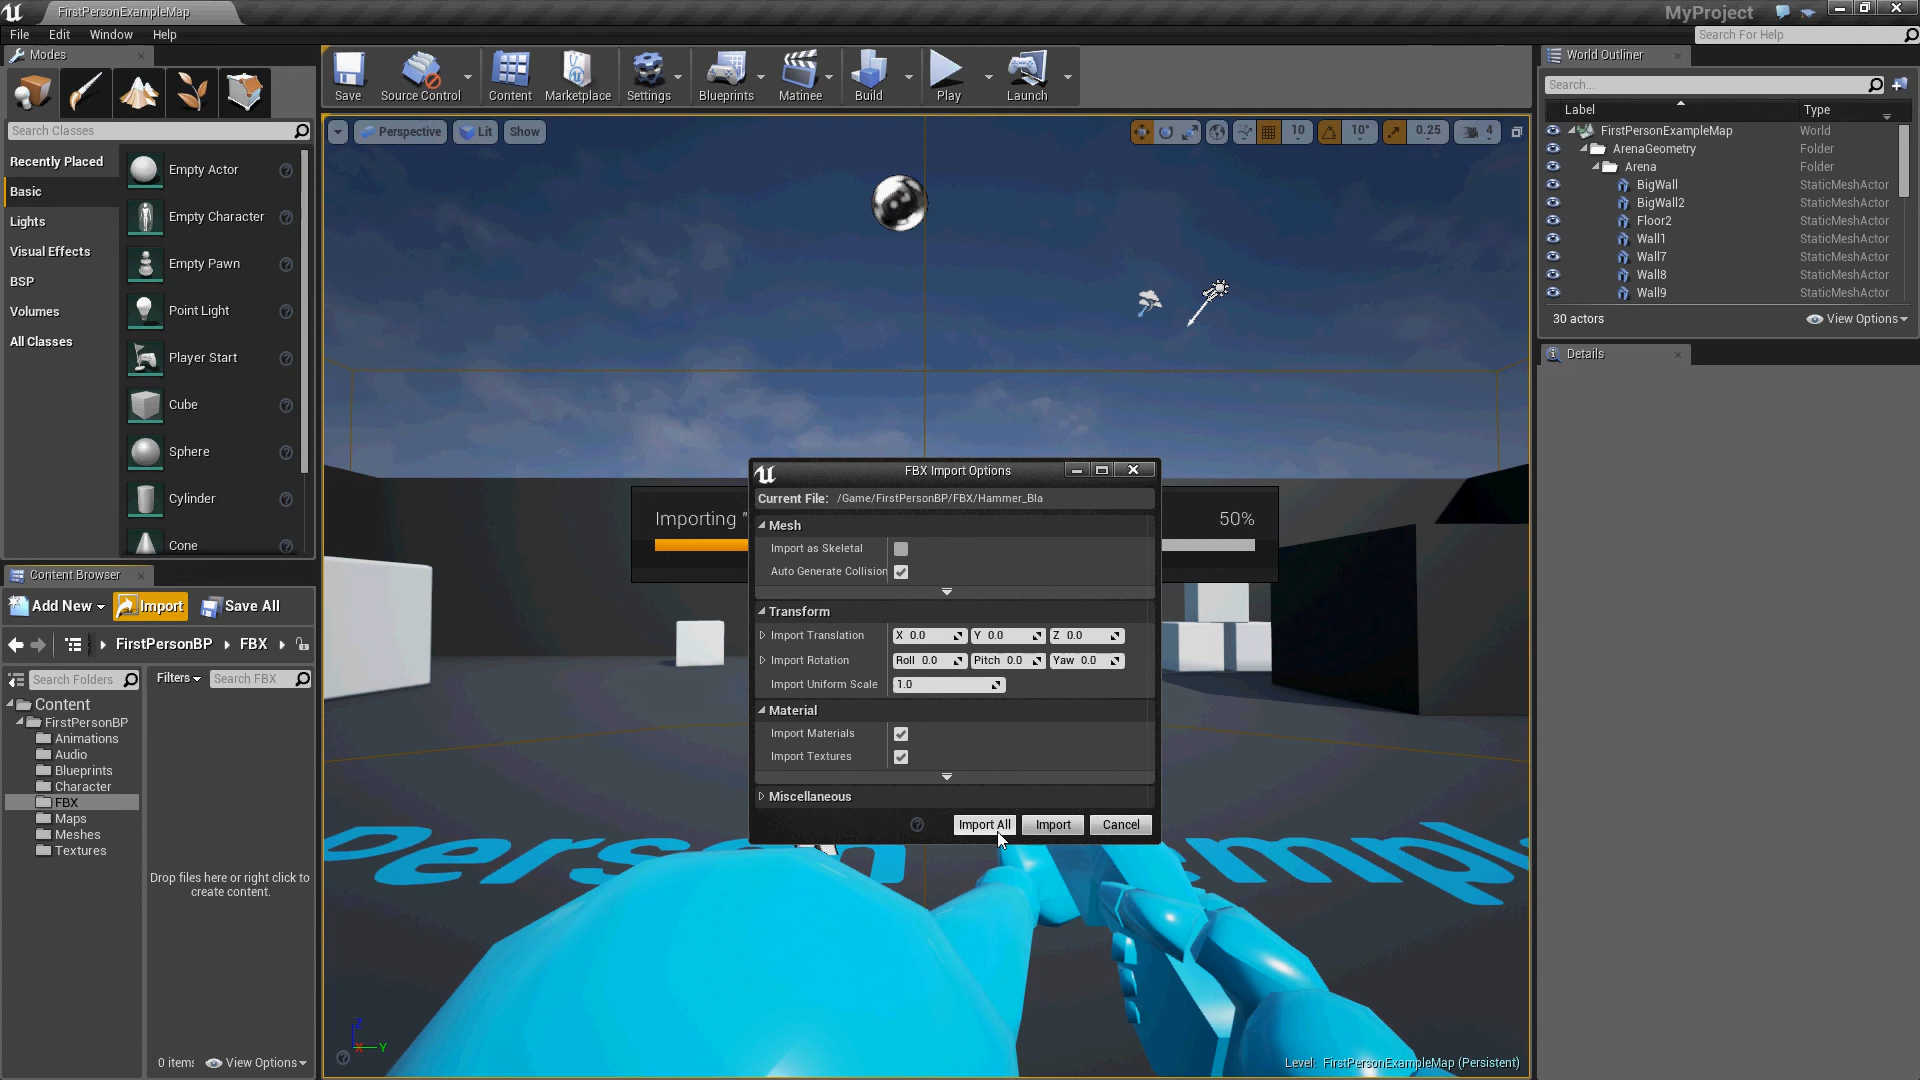 FirstPersonExampleMap
MyProject
File Edit Window Help
Search For Help
Modes
Search Classes
Recently Placed
Basic
Lights
Visual Effects
BSP
Volumes
All Classes
Empty Actor
Empty Character
Empty Pawn
Point Light
Player Start
Cube
Sphere
Cylinder
Cone
Save
Source Control
Content
Marketplace
Settings
Blueprints
Matinee
Build
Play
Launch
Perspective
Lit
Show
10
10°
0.25
4
World Outliner
Search...
Label Type
FirstPersonExampleMap World
ArenaGeometry Folder
Arena Folder
BigWall StaticMeshActor
BigWall2 StaticMeshActor
Floor2 StaticMeshActor
Wall1 StaticMeshActor
Wall7 StaticMeshActor
Wall8 StaticMeshActor
Wall9 StaticMeshActor
30 actors
View Options
Details
Importing "
50%
FBX Import Options
Current File: /Game/FirstPersonBP/FBX/Hammer_Bla
Mesh
Import as Skeletal
Auto Generate Collision
Transform
Import Translation X 0.0 Y 0.0 Z 0.0
Import Rotation Roll 0.0 Pitch 0.0 Yaw 0.0
Import Uniform Scale 1.0
Material
Import Materials
Import Textures
Miscellaneous
Import All
Import
Cancel
Content Browser
Add New
Import
Save All
FirstPersonBP
FBX
Search Folders
Filters
Search FBX
Content
FirstPersonBP
Animations
Audio
Blueprints
Character
FBX
Maps
Meshes
Textures
Drop files here or right click to
create content.
0 items
View Options
Z
X
Y
Level: FirstPersonExampleMap (Persistent)